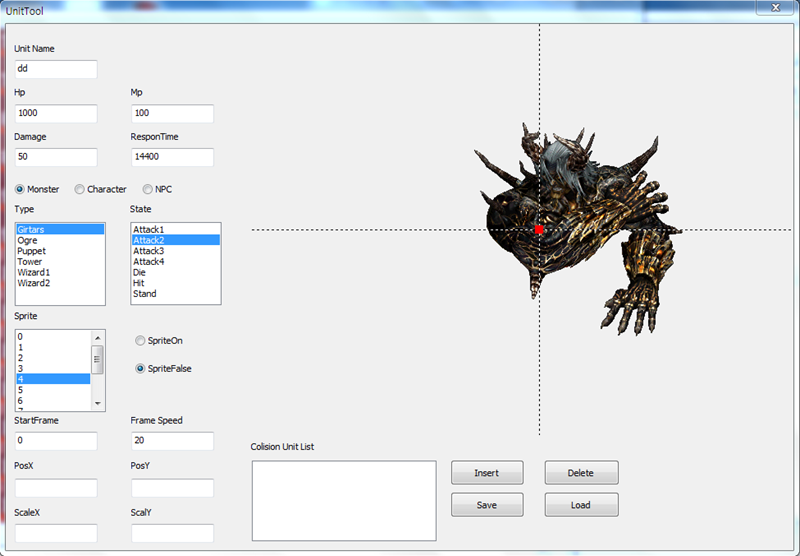 UnitTool
Unit Name
dd
Hp Mp
1000 100
Damage ResponTime
50 14400
Monster Character NPC
Type State
Girtars
Ogre
Puppet
Tower
Wizard1
Wizard2
Attack1
Attack2
Attack3
Attack4
Die
Hit
Stand
Sprite
0
1
2
3
4
5
6
SpriteOn
SpriteFalse
StartFrame Frame Speed
0 20
PosX PosY
ScaleX ScalY
Colision Unit List
Insert Delete
Save Load